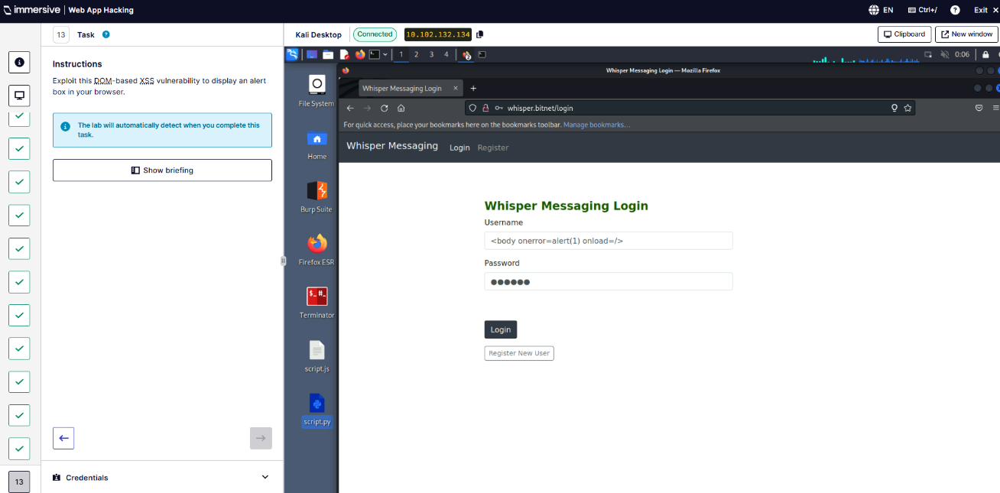 immersive | Web App Hacking
EN
Ctrl+/
?
Exit ×
13 Task ?
Kali Desktop
Connected
10.102.132.134
Clipboard
New window
Instructions
Exploit this DOM-based XSS vulnerability to display an alert
box in your browser.
The lab will automatically detect when you complete this
task.
Show briefing
Credentials
13
1 2 3 4
2
0:06
File System
Home
Burp Suite
Firefox ESR
Terminator
script.js
script.py
Whisper Messaging Login — Mozilla Firefox
Whisper Messaging Login × +
whisper.bitnet/login
For quick access, place your bookmarks here on the bookmarks toolbar. Manage bookmarks...
Whisper Messaging Login Register
Whisper Messaging Login
Username
<body onerror=alert(1) onload=/>
Password
●●●●●●
Login
Register New User